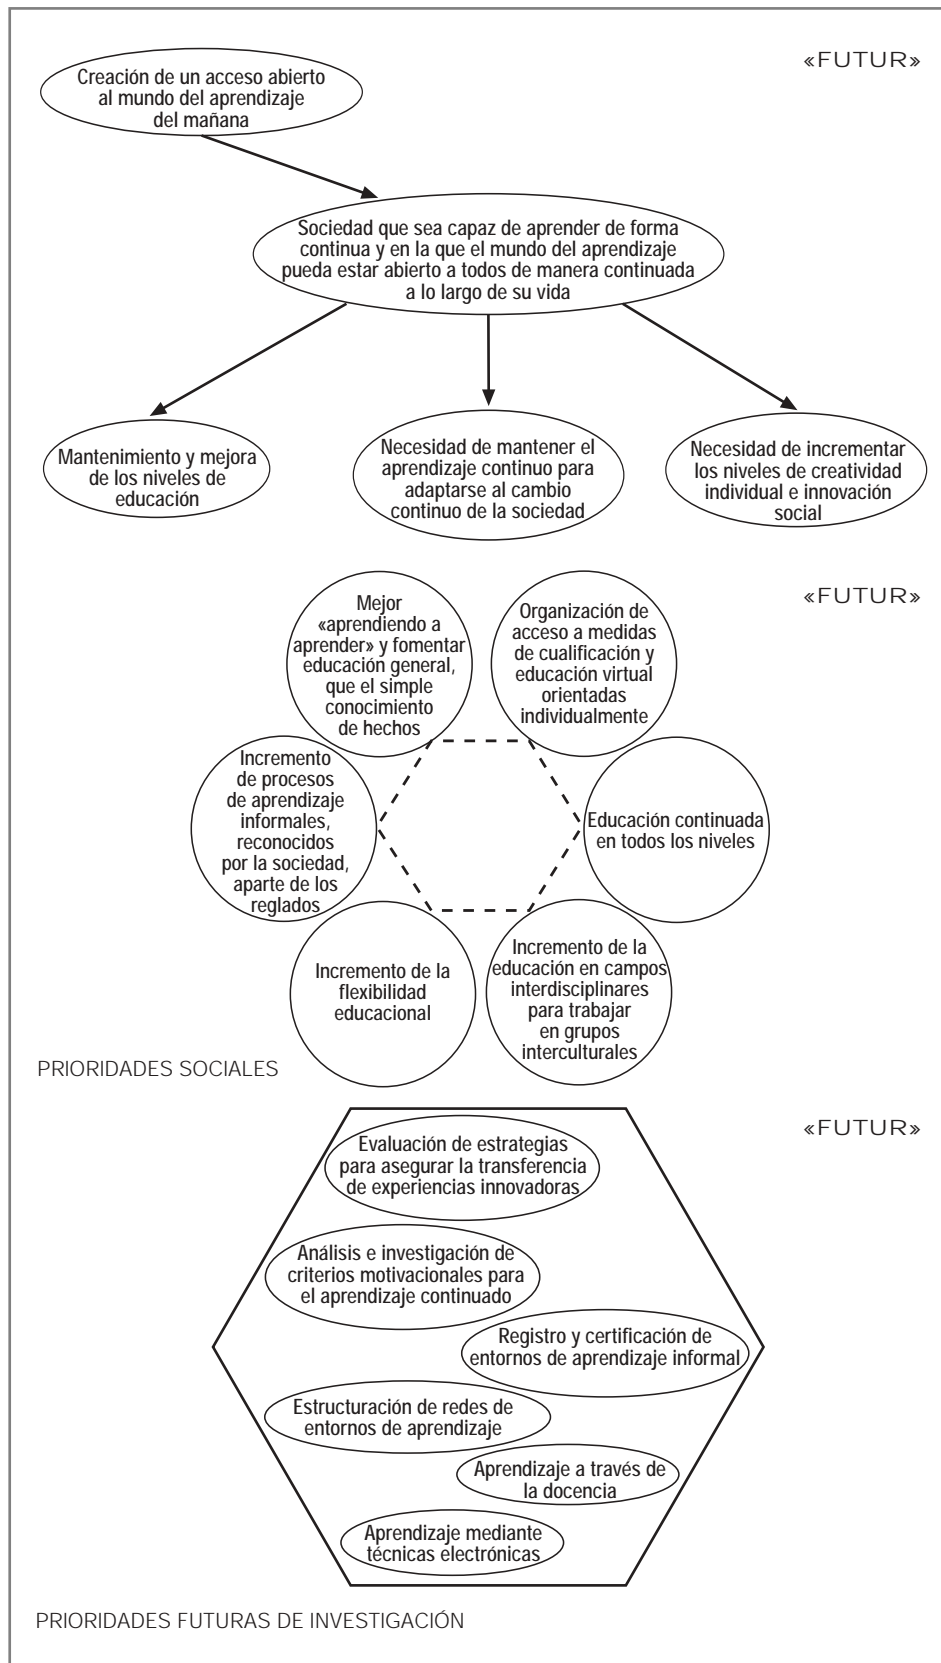 «FUTUR»
Creación de un acceso abierto
al mundo del aprendizaje
del mañana
Sociedad que sea capaz de aprender de forma
continua y en la que el mundo del aprendizaje
pueda estar abierto a todos de manera continuada
a lo largo de su vida
Mantenimiento y mejora
de los niveles de
educación
Necesidad de mantener el
aprendizaje continuo para
adaptarse al cambio
continuo de la sociedad
Necesidad de incrementar
los niveles de creatividad
individual e innovación
social
«FUTUR»
Mejor
«aprendiendo a
aprender» y fomentar
educación general,
que el simple
conocimiento
de hechos
Organización de
acceso a medidas
de cualificación y
educación virtual
orientadas
individualmente
Incremento
de procesos
de aprendizaje
informales,
reconocidos
por la sociedad,
aparte de los
reglados
Educación continuada
en todos los niveles
Incremento de la
flexibilidad
educacional
Incremento de la
educación en campos
interdisciplinares
para trabajar
en grupos
interculturales
PRIORIDADES SOCIALES
«FUTUR»
Evaluación de estrategias
para asegurar la transferencia
de experiencias innovadoras
Análisis e investigación de
criterios motivacionales para
el aprendizaje continuado
Registro y certificación de
entornos de aprendizaje informal
Estructuración de redes de
entornos de aprendizaje
Aprendizaje a través de
la docencia
Aprendizaje mediante
técnicas electrónicas
PRIORIDADES FUTURAS DE INVESTIGACIÓN